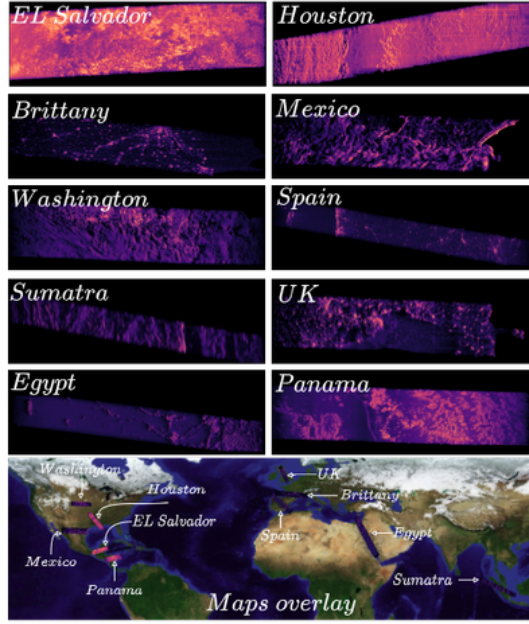 EL Salvador
Houston
Brittany
Mexico
Washington
Spain
Sumatra
UK
Egypt
Panama
Washington
UK
Houston
Brittany
EL Salvador
Spain
Egypt
Mexico
Sumatra
Panama
Maps overlay